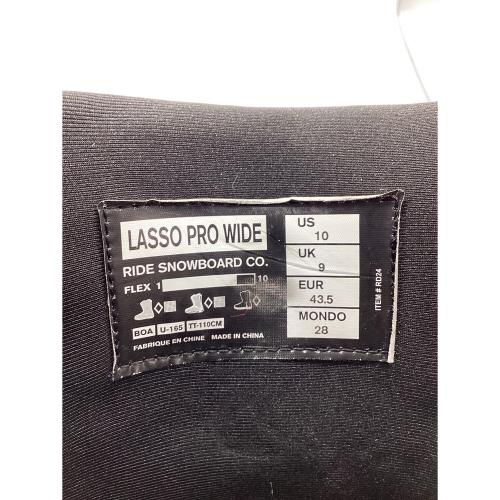 LASSO PRO WIDE
RIDE SNOWBOARD CO.
FLEX 1 10
BOA U-165 TT-110CM
FABRIQUE EN CHINE MADE IN CHINA
US
10
UK
9
EUR
43.5
MONDO
28
ITEM # RD24